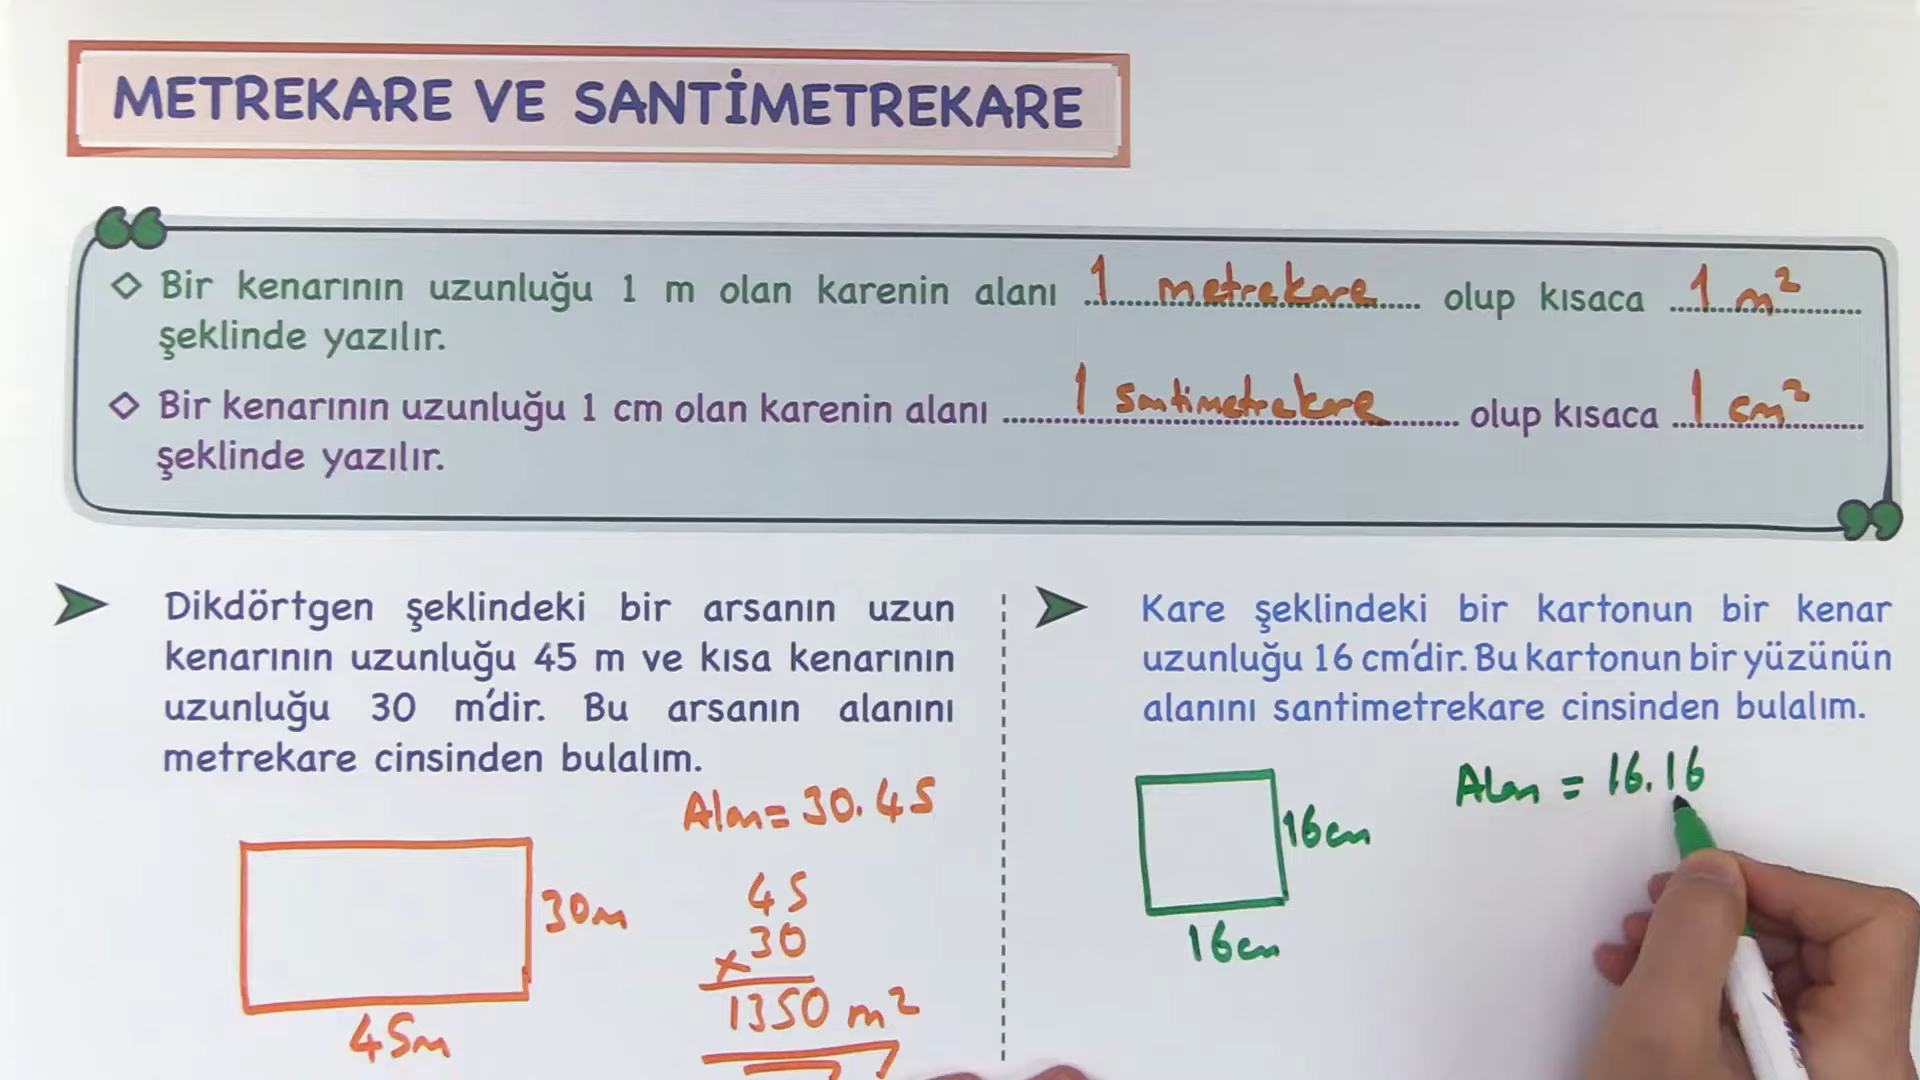 METREKARE VE SANTİMETREKARE
◇ Bir kenarının uzunluğu 1 m olan karenin alanı 1 metrekare olup kısaca 1 m²
şeklinde yazılır.
◇ Bir kenarının uzunluğu 1 cm olan karenin alanı 1 santimetrekare olup kısaca 1 cm²
şeklinde yazılır.
Dikdörtgen şeklindeki bir arsanın uzun
kenarının uzunluğu 45 m ve kısa kenarının
uzunluğu 30 m'dir. Bu arsanın alanını
metrekare cinsinden bulalım.
Alan = 30.45
30m
45m
45
x 30
1350 m²
Kare şeklindeki bir kartonun bir kenar
uzunluğu 16 cm'dir. Bu kartonun bir yüzünün
alanını santimetrekare cinsinden bulalım.
Alan = 16.16
16cm
16cm